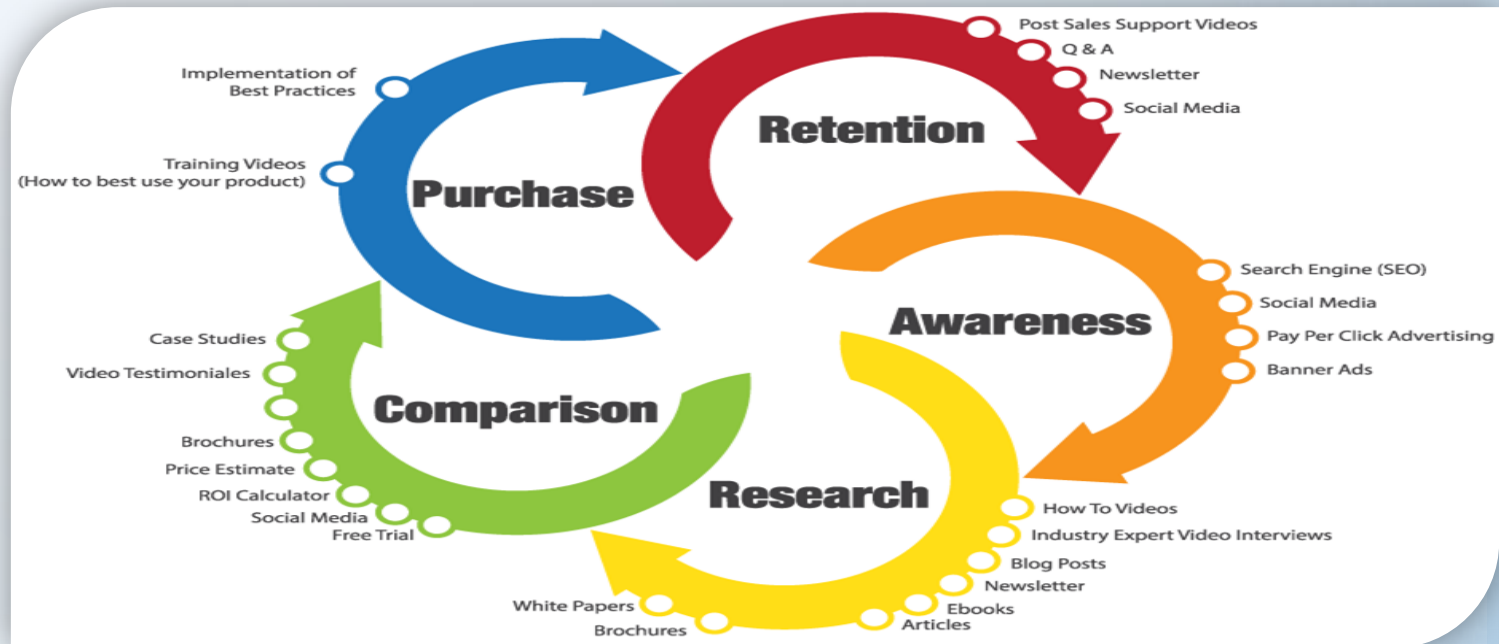 Post Sales Support Videos
Q & A
Newsletter
Social Media
Retention
Implementation of
Best Practices
Training Videos
(How to best use your product)
Purchase
Search Engine (SEO)
Social Media
Pay Per Click Advertising
Banner Ads
Awareness
Case Studies
Video Testimoniales
Brochures
Price Estimate
ROI Calculator
Social Media
Free Trial
Comparison
Research
How To Videos
Industry Expert Video Interviews
Blog Posts
Newsletter
Ebooks
Articles
White Papers
Brochures